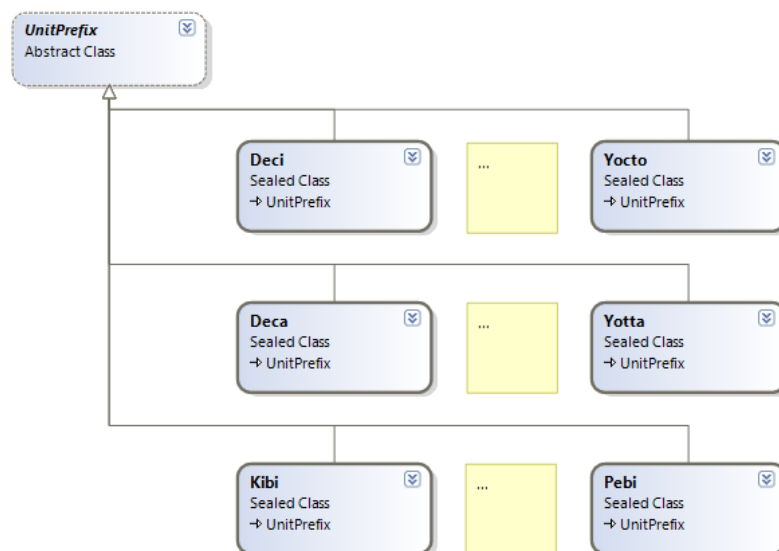 UnitPrefix
Abstract Class
Deci
Sealed Class
UnitPrefix
...
Yocto
Sealed Class
UnitPrefix
Deca
Sealed Class
UnitPrefix
...
Yotta
Sealed Class
UnitPrefix
Kibi
Sealed Class
UnitPrefix
...
Pebi
Sealed Class
UnitPrefix